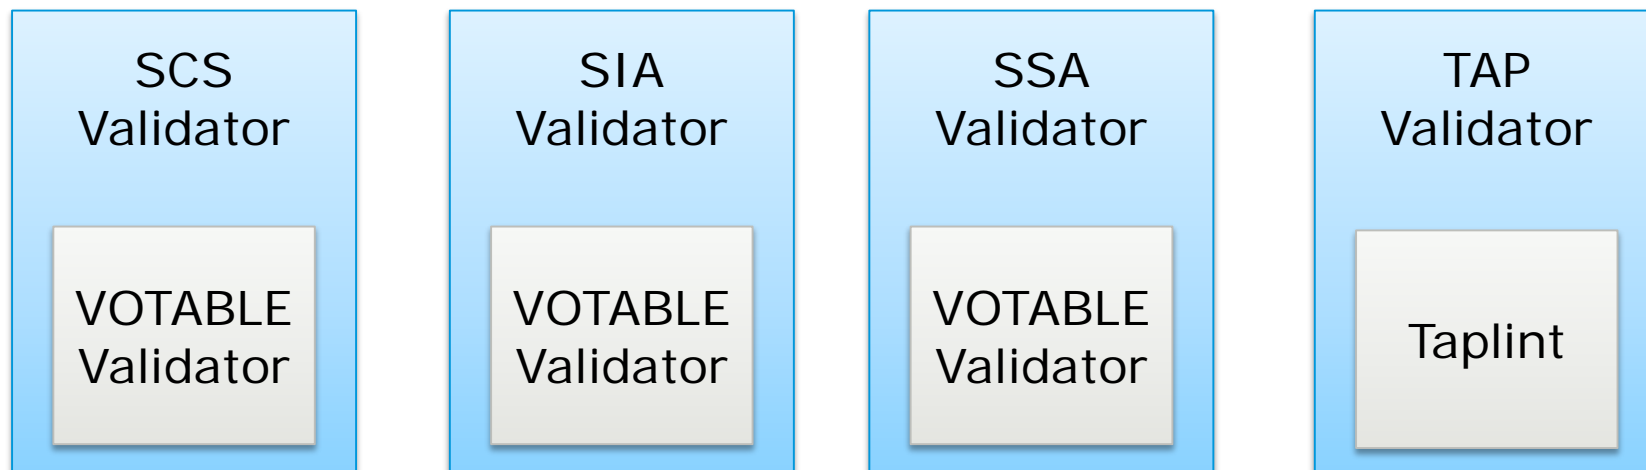 SCS
Validator
VOTABLE
Validator
SIA
Validator
VOTABLE
Validator
SSA
Validator
VOTABLE
Validator
TAP
Validator
Taplint